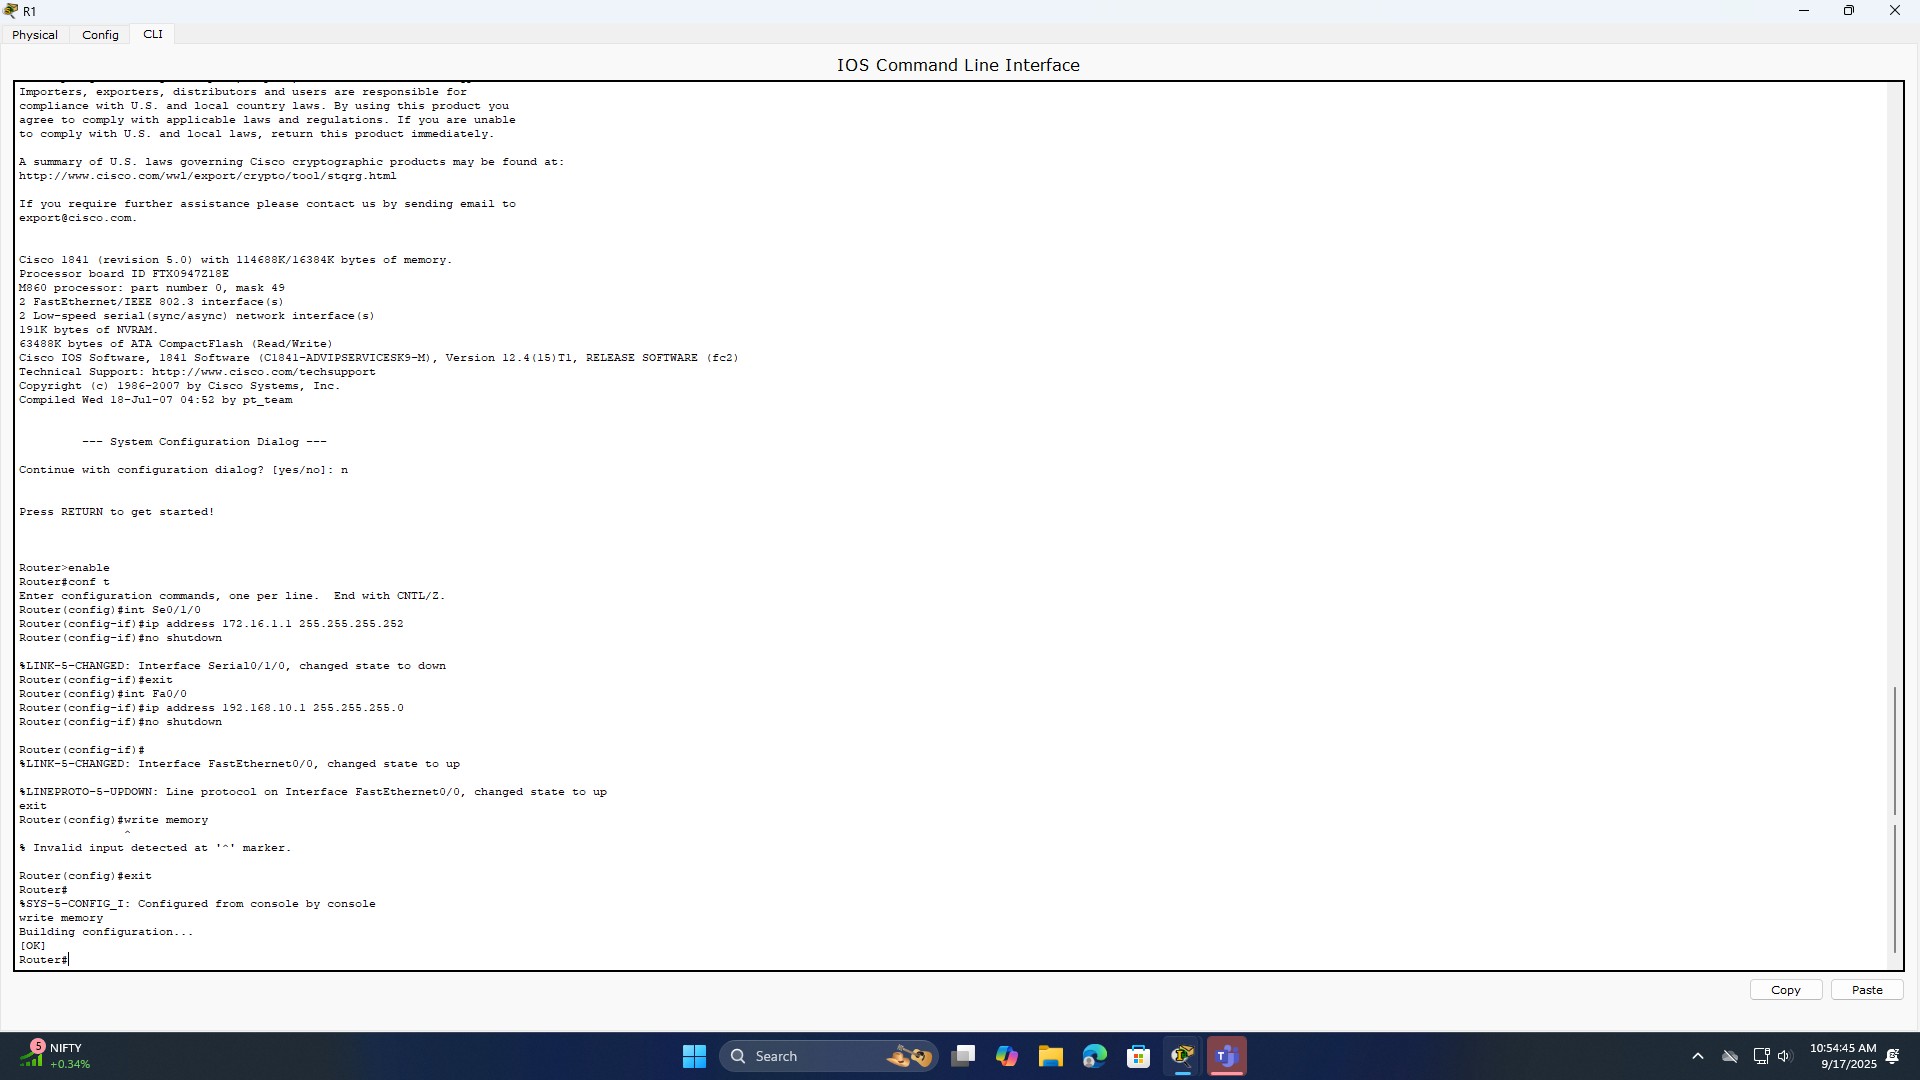 R1
Physical Config CLI
IOS Command Line Interface
Importers, exporters, distributors and users are responsible for
compliance with U.S. and local country laws. By using this product you
agree to comply with applicable laws and regulations. If you are unable
to comply with U.S. and local laws, return this product immediately.
A summary of U.S. laws governing Cisco cryptographic products may be found at:
http://www.cisco.com/wwl/export/crypto/tool/stqrg.html
If you require further assistance please contact us by sending email to
export@cisco.com.
Cisco 1841 (revision 5.0) with 114688K/16384K bytes of memory.
Processor board ID FTX0947Z18E
M860 processor: part number 0, mask 49
2 FastEthernet/IEEE 802.3 interface(s)
2 Low-speed serial(sync/async) network interface(s)
191K bytes of NVRAM.
63488K bytes of ATA CompactFlash (Read/Write)
Cisco IOS Software, 1841 Software (C1841-ADVIPSERVICESK9-M), Version 12.4(15)T1, RELEASE SOFTWARE (fc2)
Technical Support: http://www.cisco.com/techsupport
Copyright (c) 1986-2007 by Cisco Systems, Inc.
Compiled Wed 18-Jul-07 04:52 by pt_team
--- System Configuration Dialog ---
Continue with configuration dialog? [yes/no]: n
Press RETURN to get started!
Router>enable
Router#conf t
Enter configuration commands, one per line.  End with CNTL/Z.
Router(config)#int Se0/1/0
Router(config-if)#ip address 172.16.1.1 255.255.255.252
Router(config-if)#no shutdown
%LINK-5-CHANGED: Interface Serial0/1/0, changed state to down
Router(config-if)#exit
Router(config)#int Fa0/0
Router(config-if)#ip address 192.168.10.1 255.255.255.0
Router(config-if)#no shutdown
Router(config-if)#
%LINK-5-CHANGED: Interface FastEthernet0/0, changed state to up
%LINEPROTO-5-UPDOWN: Line protocol on Interface FastEthernet0/0, changed state to up
exit
Router(config)#write memory
^
% Invalid input detected at '^' marker.
Router(config)#exit
Router#
%SYS-5-CONFIG_I: Configured from console by console
write memory
Building configuration...
[OK]
Router#
Copy Paste
5 NIFTY
+0.34%
Search
10:54:45 AM
9/17/2025